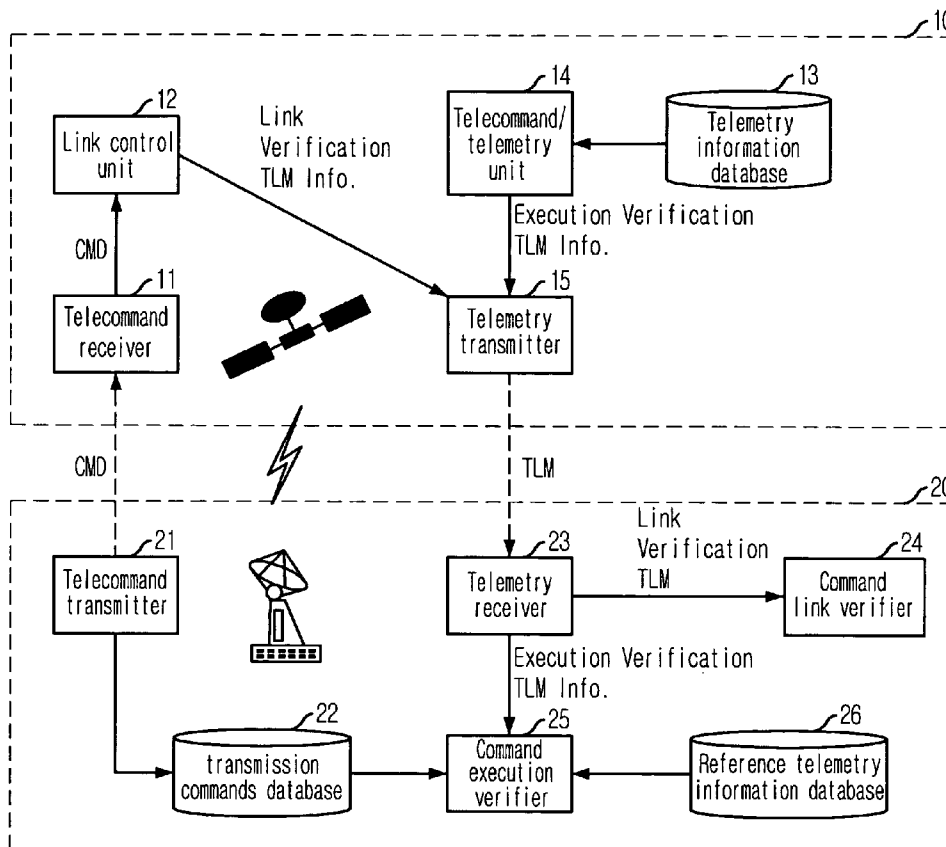 10
12
Link control
unit
Link
Verification
TLM Info.
14
Telecommand/
telemetry
unit
13
Telemetry
information
database
CMD
Execution Verification
TLM Info.
11
Telecommand
receiver
15
Telemetry
transmitter
CMD
TLM
20
21
Telecommand
transmitter
23
Telemetry
receiver
Link
Verification
TLM
24
Command
link verifier
Execution Verification
TLM Info.
22
transmission
commands database
25
Command
execution
verifier
26
Reference telemetry
information database